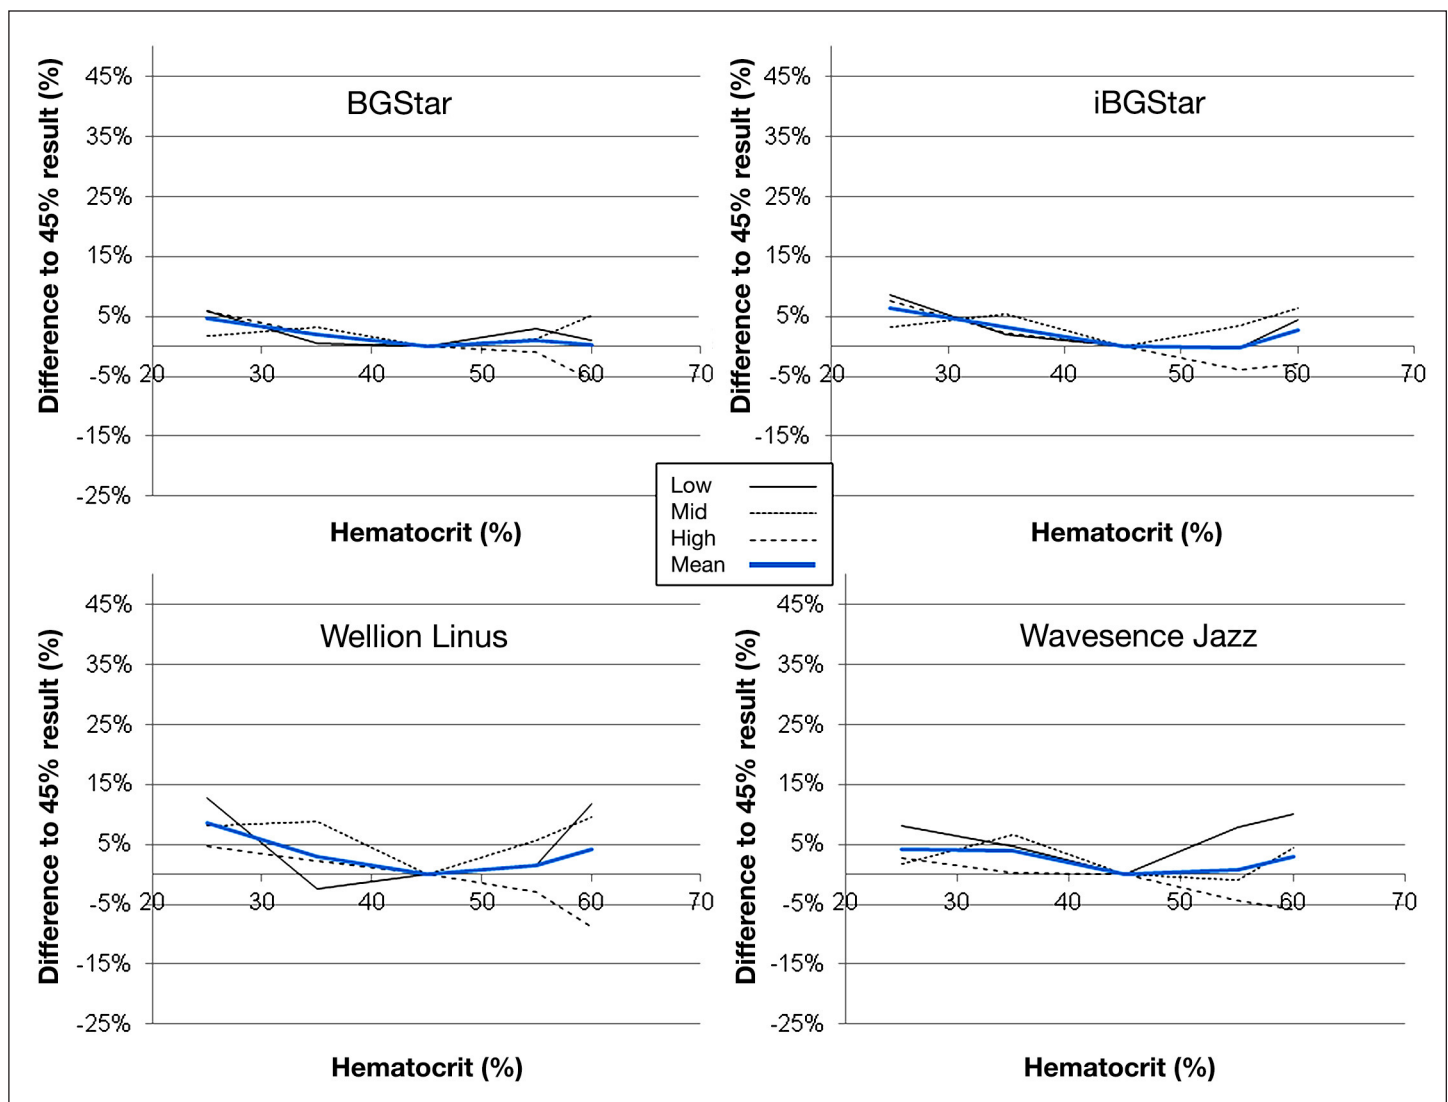 BGStar
Difference to 45% result (%)
45%
35%
25%
15%
5%
-5%
-15%
-25%
20 30 40 50 60 70
Hematocrit (%)
iBGStar
Difference to 45% result (%)
45%
35%
25%
15%
5%
-5%
-15%
20 30 40 50 60 70
Hematocrit (%)
Low
Mid
High
Mean
Wellion Linus
Difference to 45% result (%)
45%
35%
25%
15%
5%
-5%
-15%
-25%
20 30 40 50 60 70
Hematocrit (%)
Wavesence Jazz
Difference to 45% result (%)
45%
35%
25%
15%
5%
-5%
-15%
-25%
20 30 40 50 60 70
Hematocrit (%)